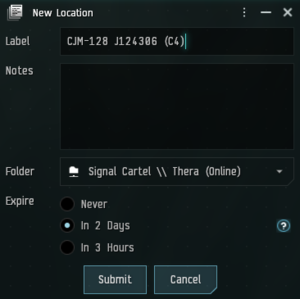 New Location
Label
CJM-128 J124306 (C4)
Notes
Folder
Signal Cartel \\ Thera (Online)
Expire
Never
In 2 Days
?
In 3 Hours
Submit
Cancel